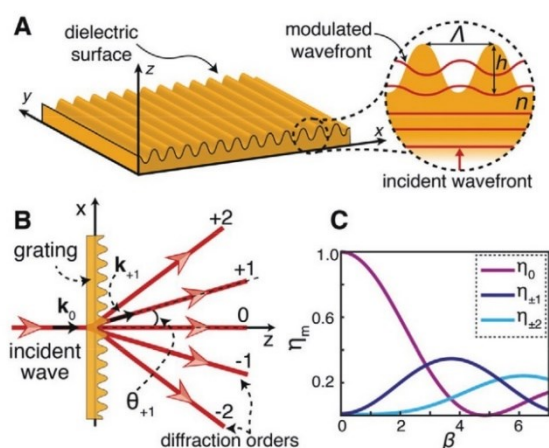 A
dielectric
surface
z
y
x
modulated
wavefront
Λ
h
n
incident wavefront
B
x
grating
k+1
k0
incident
wave
θ+1
+2
+1
0
z
-1
-2
diffraction orders
C
1.0
0.6
0.2
ηm
η0
η±1
η±2
0
2
4
β
6